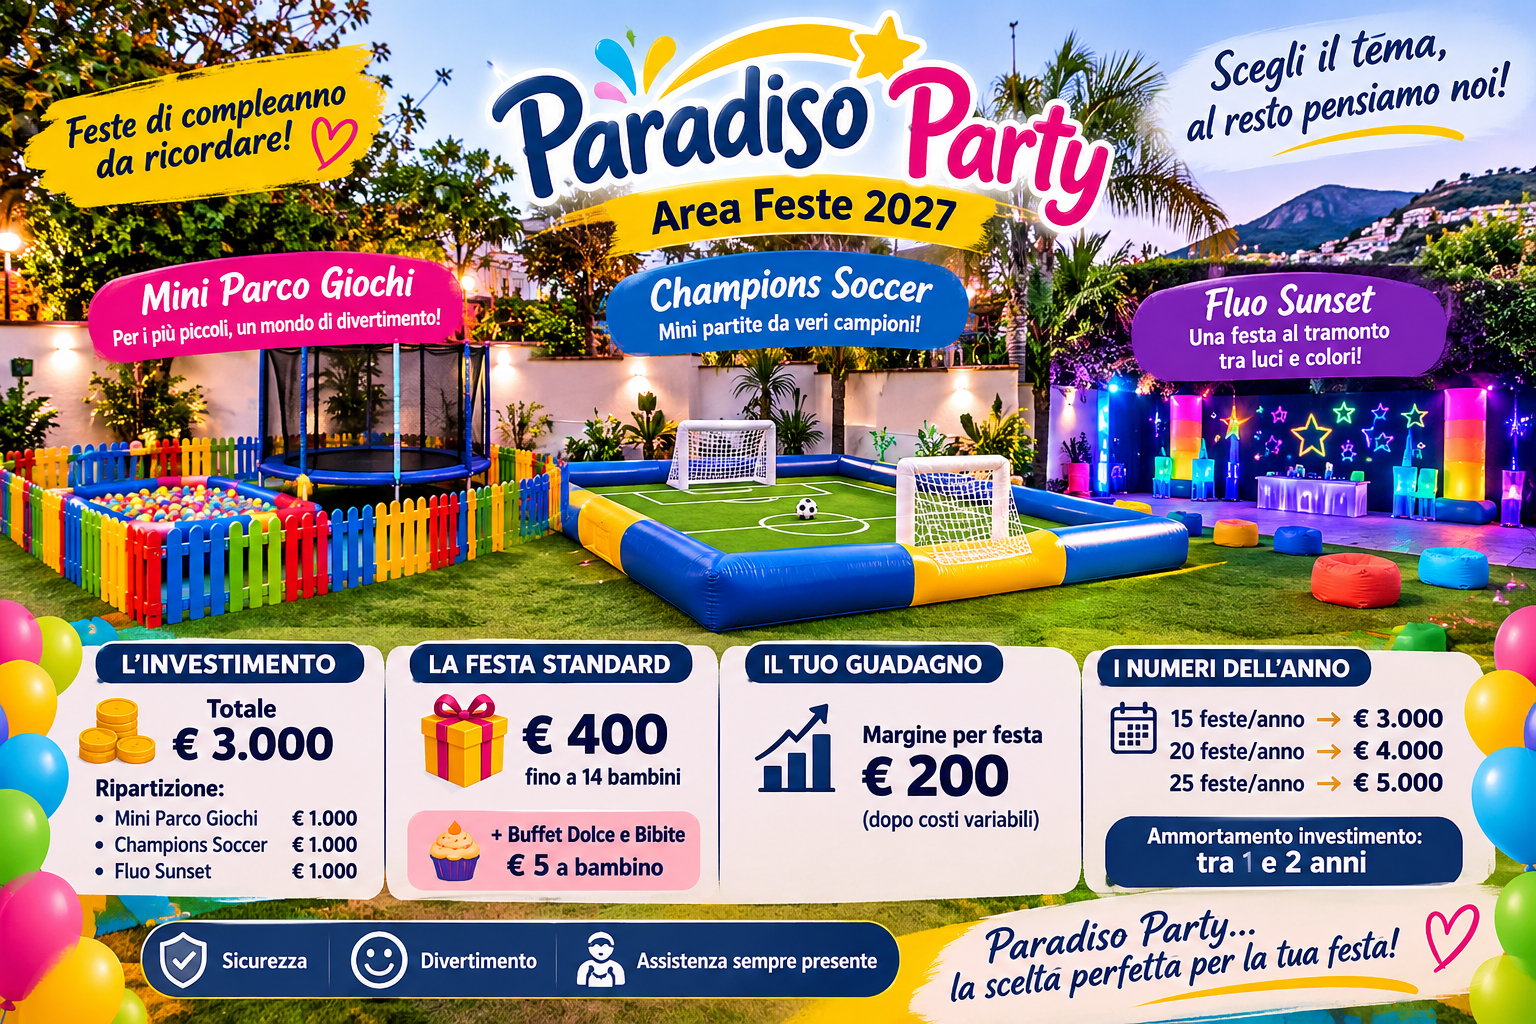 Feste di compleanno
da ricordare!
Paradiso Party
Area Feste 2027
Scegli il tema,
al resto pensiamo noi!
Mini Parco Giochi
Per i più piccoli, un mondo di divertimento!
Champions Soccer
Mini partite da veri campioni!
Fluo Sunset
Una festa al tramonto
tra luci e colori!
L'INVESTIMENTO
Totale
€ 3.000
Ripartizione:
• Mini Parco Giochi € 1.000
• Champions Soccer € 1.000
• Fluo Sunset € 1.000
LA FESTA STANDARD
€ 400
fino a 14 bambini
+ Buffet Dolce e Bibite
€ 5 a bambino
IL TUO GUADAGNO
Margine per festa
€ 200
(dopo costi variabili)
I NUMERI DELL'ANNO
15 feste/anno → € 3.000
20 feste/anno → € 4.000
25 feste/anno → € 5.000
Ammortamento investimento:
tra 1 e 2 anni
Sicurezza
Divertimento
Assistenza sempre presente
Paradiso Party...
la scelta perfetta per la tua festa!